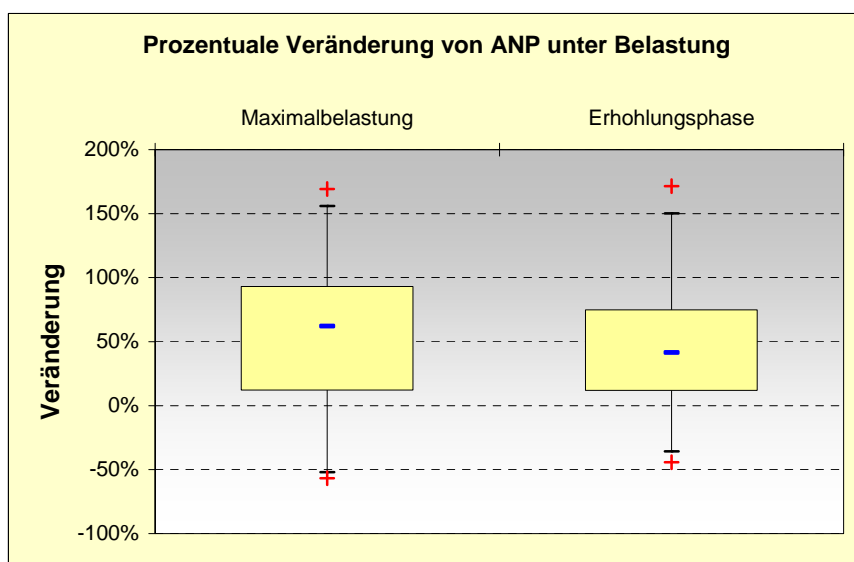 Prozentuale Veränderung von ANP unter Belastung
Maximalbelastung Erhohlungsphase
200%
150%
100%
50%
0%
-50%
-100%
Veränderung